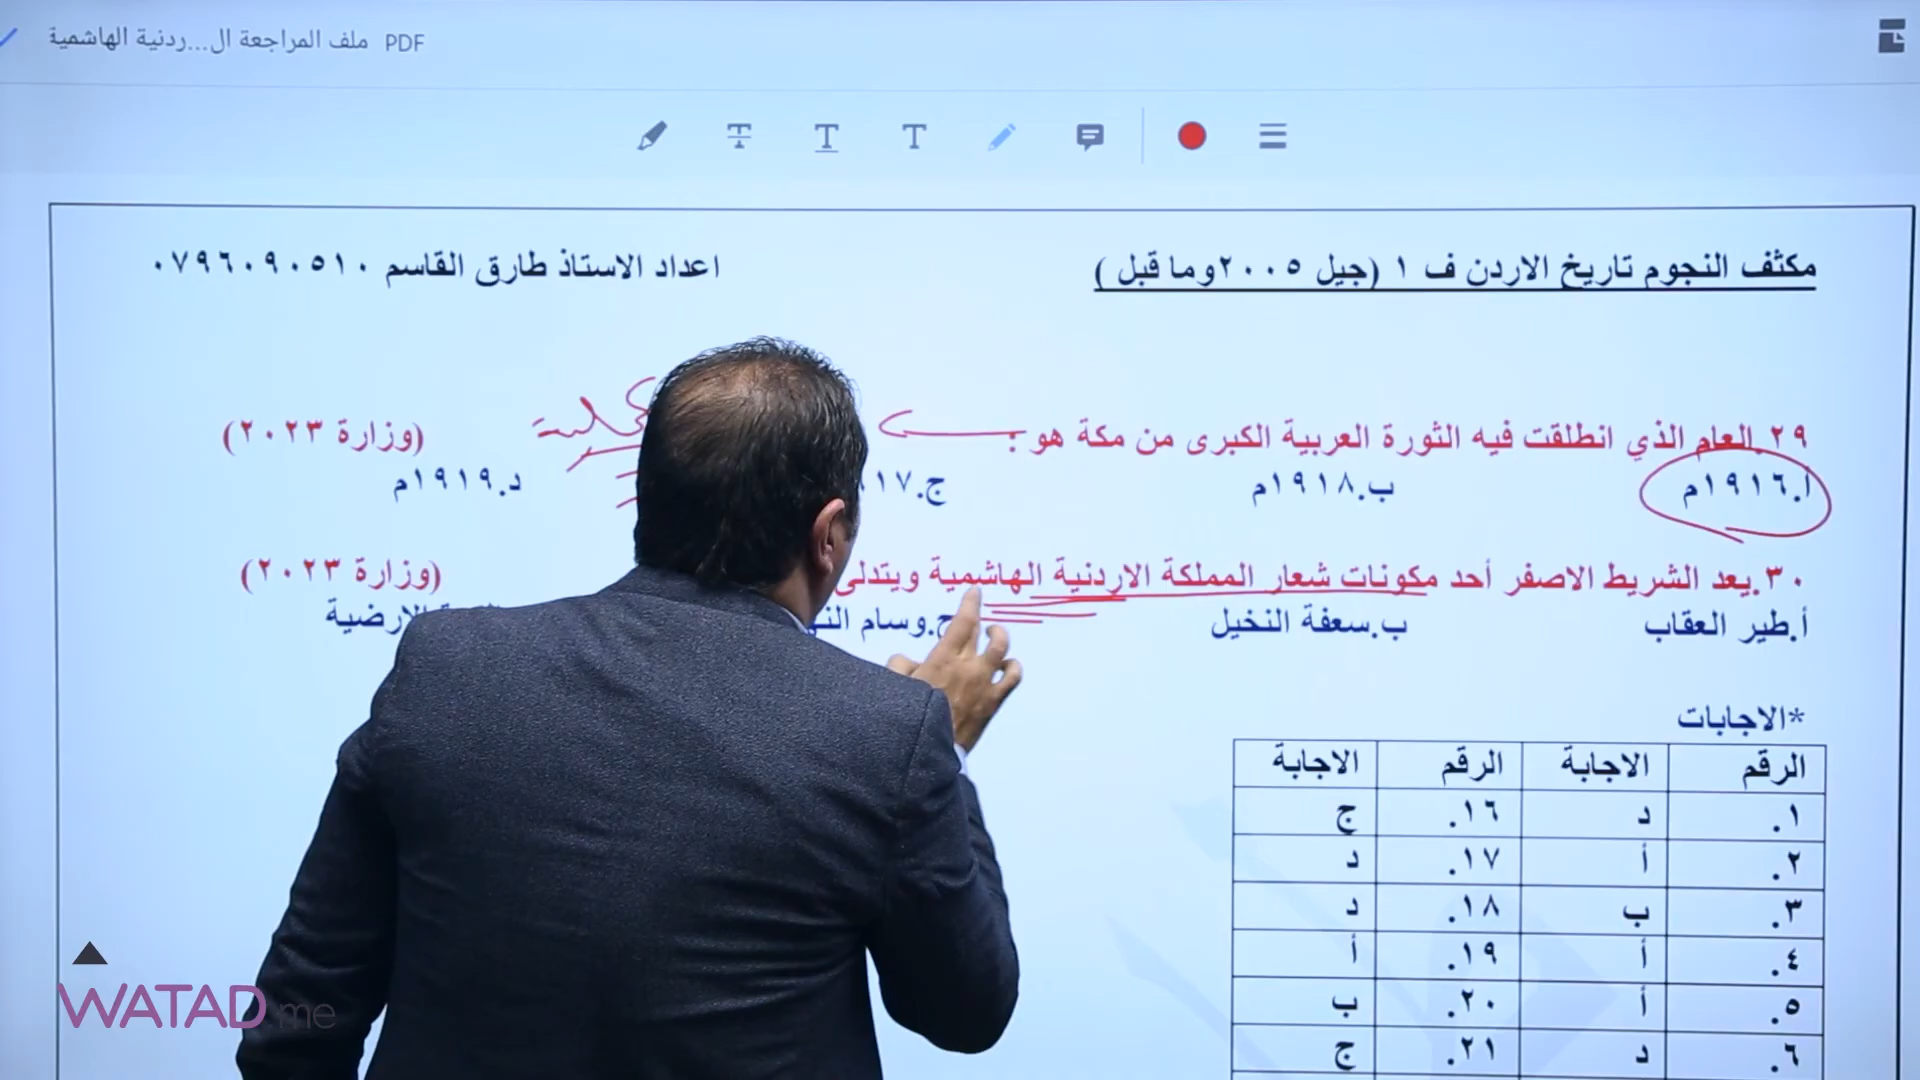 ملف المراجعة ال...ردنية الهاشمية PDF
مكثف النجوم تاريخ الاردن ف ١ (جيل ٢٠٠٥ وما قبل )
اعداد الاستاذ طارق القاسم ٠٧٩٦٠٩٠٥١٠
٢٩.العام الذي انطلقت فيه الثورة العربية الكبرى من مكة هو : (وزارة ٢٠٢٣)
أ.١٩١٦م ب.١٩١٨م ج. د.١٩١٩م
٣٠.يعد الشريط الاصفر أحد مكونات شعار المملكة الاردنية الهاشمية ويتدلى (وزارة ٢٠٢٣)
أ.طير العقاب ب.سعفة النخيل ج.وسام الارضية
*الاجابات
الرقم الاجابة الرقم الاجابة
١. د ١٦. ج
٢. أ ١٧. د
٣. ب ١٨. د
٤. أ ١٩. أ
٥. أ ٢٠. ب
٦. د ٢١. ج
WATAD me